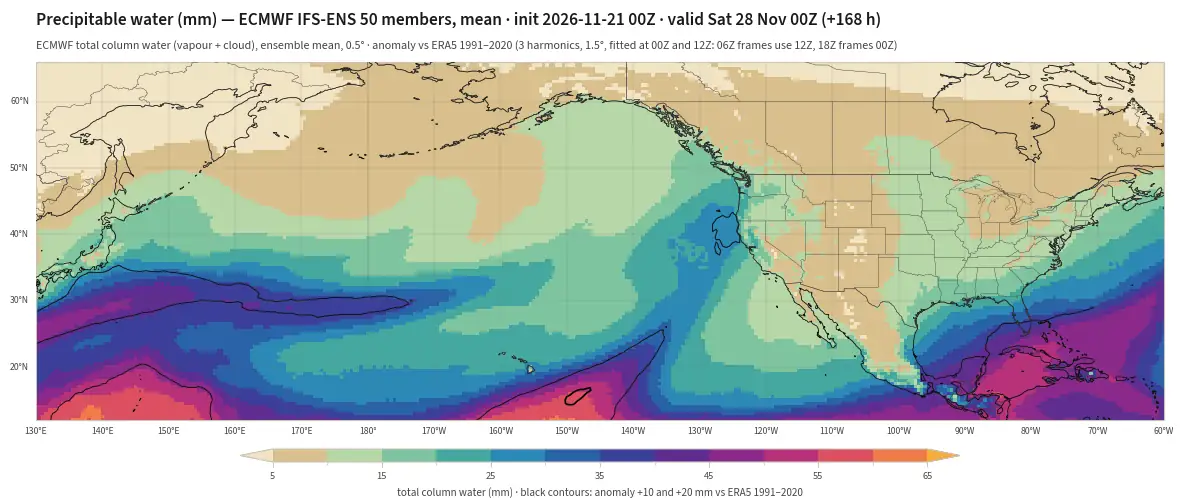 Precipitable water (mm) — ECMWF IFS-ENS 50 members, mean · init 2026-11-21 00Z · valid Sat 28 Nov 00Z (+168 h)
ECMWF total column water (vapour + cloud), ensemble mean, 0.5° · anomaly vs ERA5 1991–2020 (3 harmonics, 1.5°, fitted at 00Z and 12Z: 06Z frames use 12Z, 18Z frames 00Z)
60°N
50°N
40°N
30°N
20°N
130°E 140°E 150°E 160°E 170°E 180° 170°W 160°W 150°W 140°W 130°W 120°W 110°W 100°W 90°W 80°W 70°W 60°W
5 15 25 35 45 55 65
total column water (mm) · black contours: anomaly +10 and +20 mm vs ERA5 1991–2020